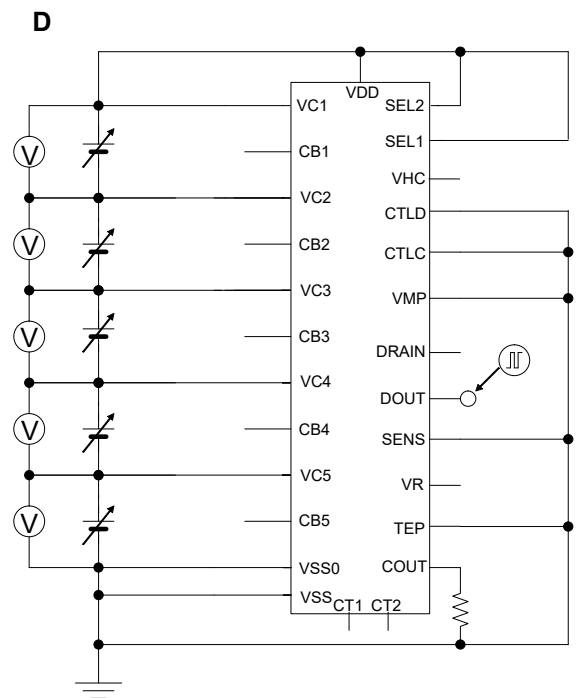 D
VDD
VC1
SEL2
V
CB1
SEL1
VHC
VC2
CTLD
V
CB2
CTLC
VC3
VMP
V
CB3
DRAIN
VC4
DOUT
V
CB4
SENS
VC5
VR
V
CB5
TEP
VSS0
COUT
VSS
CT1 CT2